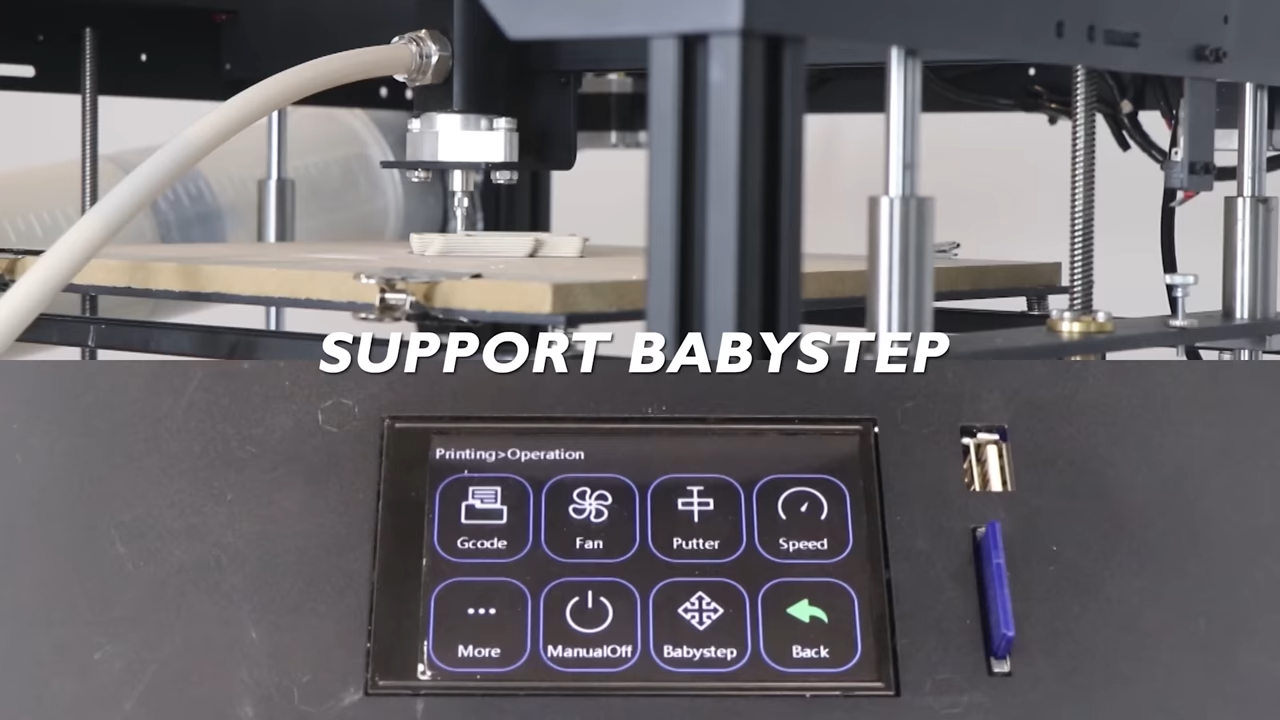 SUPPORT BABYSTEP
Printing>Operation
Gcode
Fan
Putter
Speed
More
ManualOff
Babystep
Back